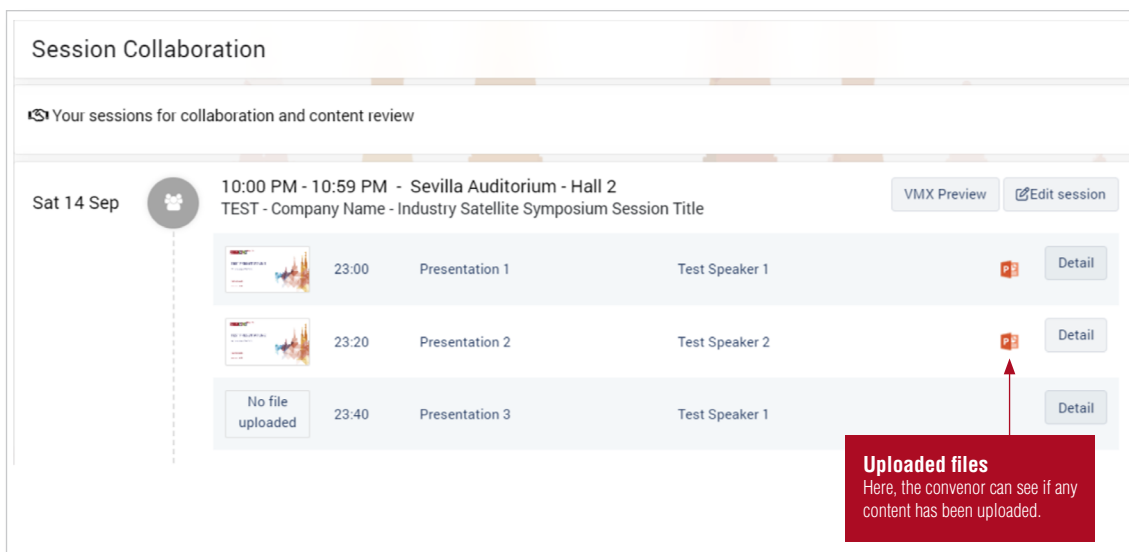 Session Collaboration
Your sessions for collaboration and content review
Sat 14 Sep
10:00 PM - 10:59 PM - Sevilla Auditorium - Hall 2
VMX Preview
Edit session
TEST - Company Name - Industry Satellite Symposium Session Title
23:00 Presentation 1 Test Speaker 1 Detail
23:20 Presentation 2 Test Speaker 2 Detail
No file
uploaded
23:40 Presentation 3 Test Speaker 1 Detail
Uploaded files
Here, the convenor can see if any
content has been uploaded.